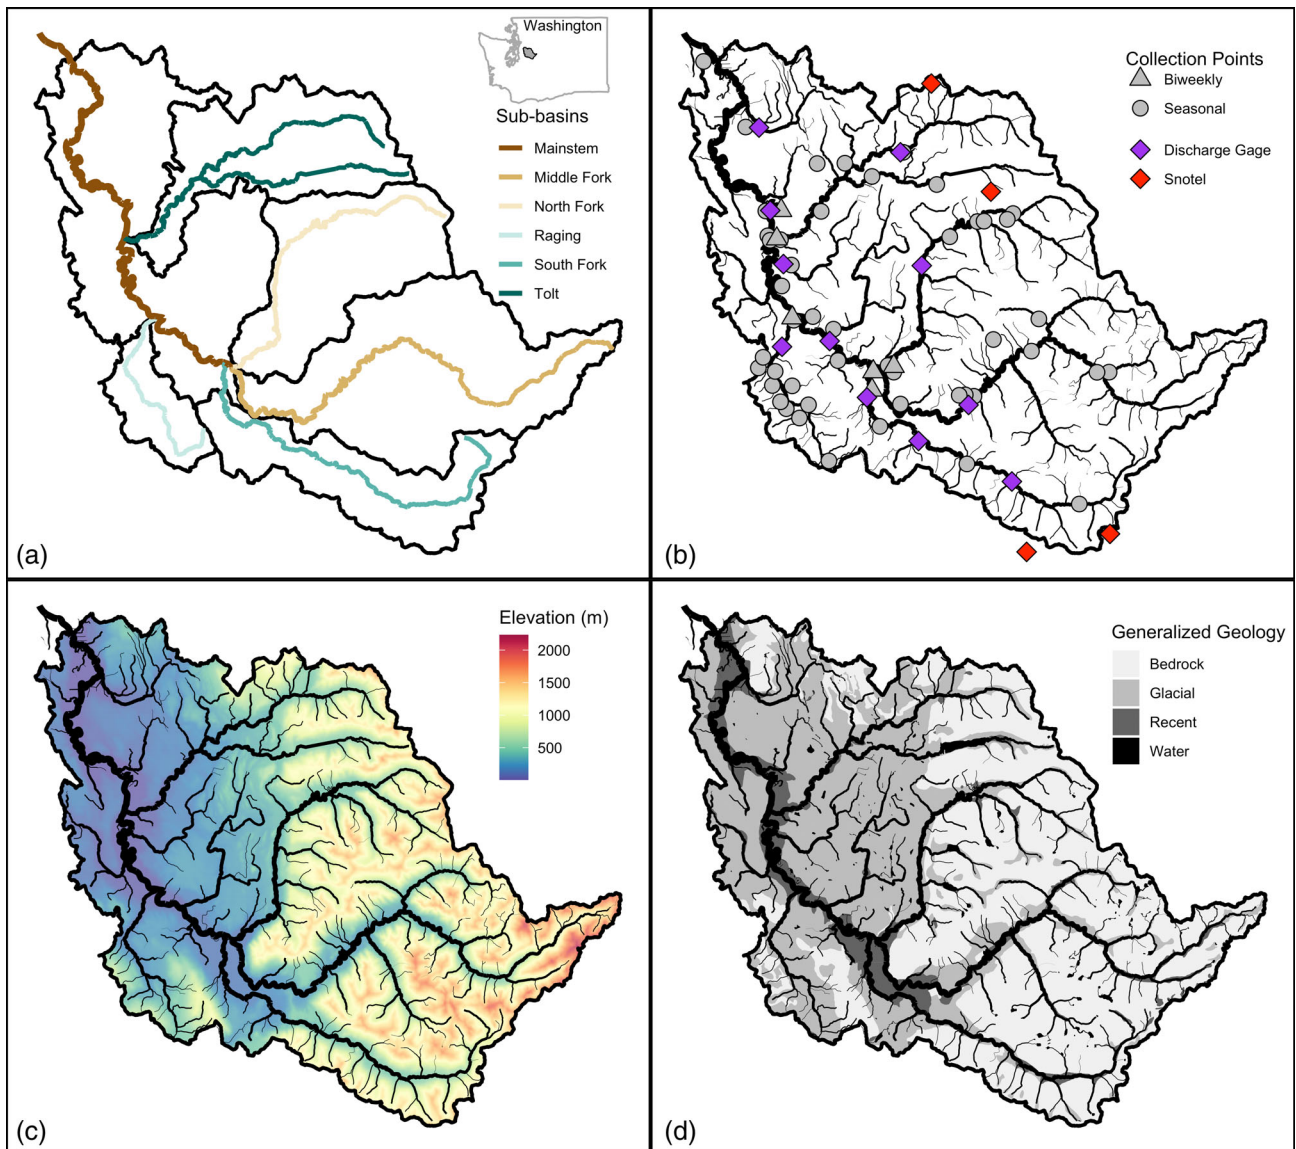 Washington
Sub-basins
Mainstem
Middle Fork
North Fork
Raging
South Fork
Tolt
(a)
Collection Points
Biweekly
Seasonal
Discharge Gage
Snotel
(b)
Elevation (m)
2000
1500
1000
500
(c)
Generalized Geology
Bedrock
Glacial
Recent
Water
(d)